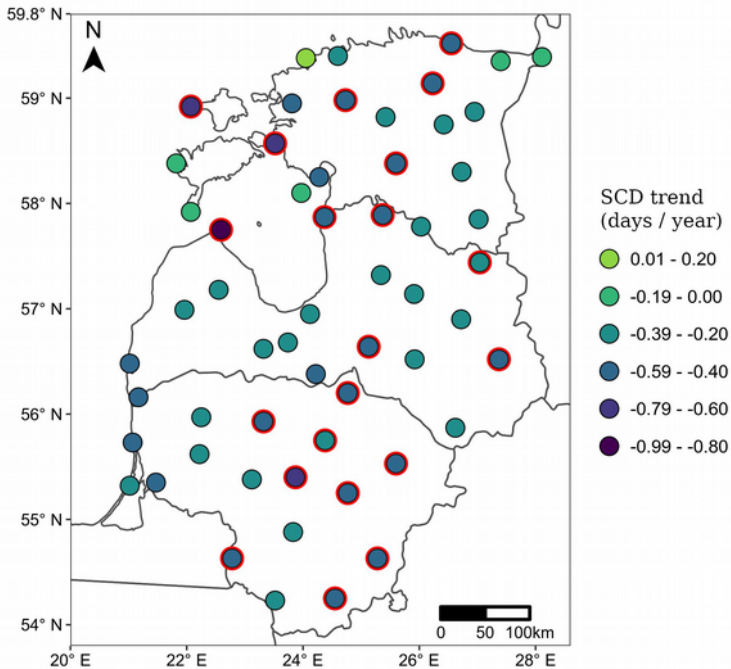 59.8° N
N
59° N
58° N
57° N
56° N
55° N
54° N
20° E
22° E
24° E
26° E
28° E
0
50
100km
SCD trend
(days / year)
0.01 - 0.20
-0.19 - 0.00
-0.39 - -0.20
-0.59 - -0.40
-0.79 - -0.60
-0.99 - -0.80